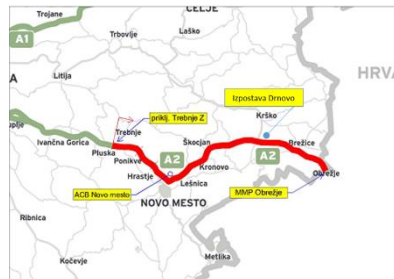 Trojane
CELJE
A1
Laško
Trbovlje
HRVA
Litija
Izpostava Drnovo
priklj. Trebnje Z
Krško
Trebnje
Škocjan
uplje
Ivančna Gorica
Pluska
Ponikve
A2
Brežice
Kronovo
A2
Obrežje
Hrastje
ACB Novo mesto
Lešnica
MMP Obrežje
NOVO MESTO
Ribnica
Metlika
Kočevje